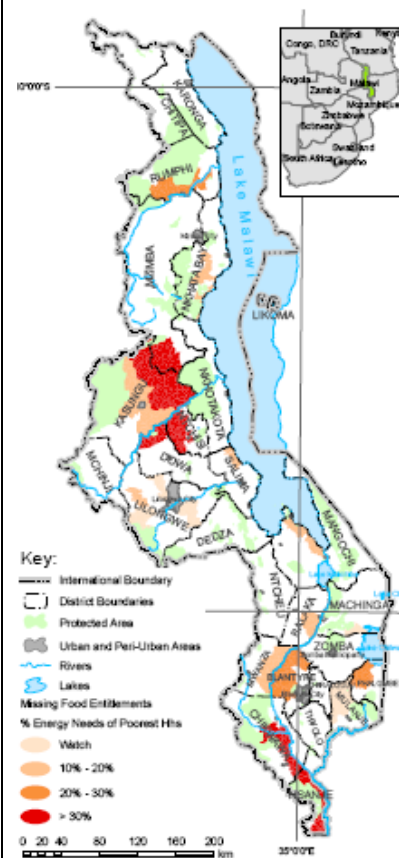 Burundi
Kenya
Congo, DRC
Tanzania
Angola
Malawi
Zambia
Mozambique
Zimbabwe
Botswana
Swaziland
South Africa
Lesotho
KARONGA
CHITIPA
RUMPHI
Lake Malawi
MZIMBA
NKHATABAY
LIKOMA
KASUNGU
NKHOTAKOTA
NTCHISI
MCHINJI
DOWA
SALIMA
LILONGWE
DEDZA
MANGOCHI
NTCHEU
BALAKA
MACHINGA
ZOMBA
MWANZA
BLANTYRE
MULANJE
THYOLO
NSANJE
35°0'0"E
Key:
International Boundary
District Boundaries
Protected Area
Urban and Peri-Urban Areas
Rivers
Lakes
Missing Food Entitlements
% Energy Needs of Poorest Hhs
Watch
10% - 20%
20% - 30%
> 30%
0 20 40 80 120 160 200
km